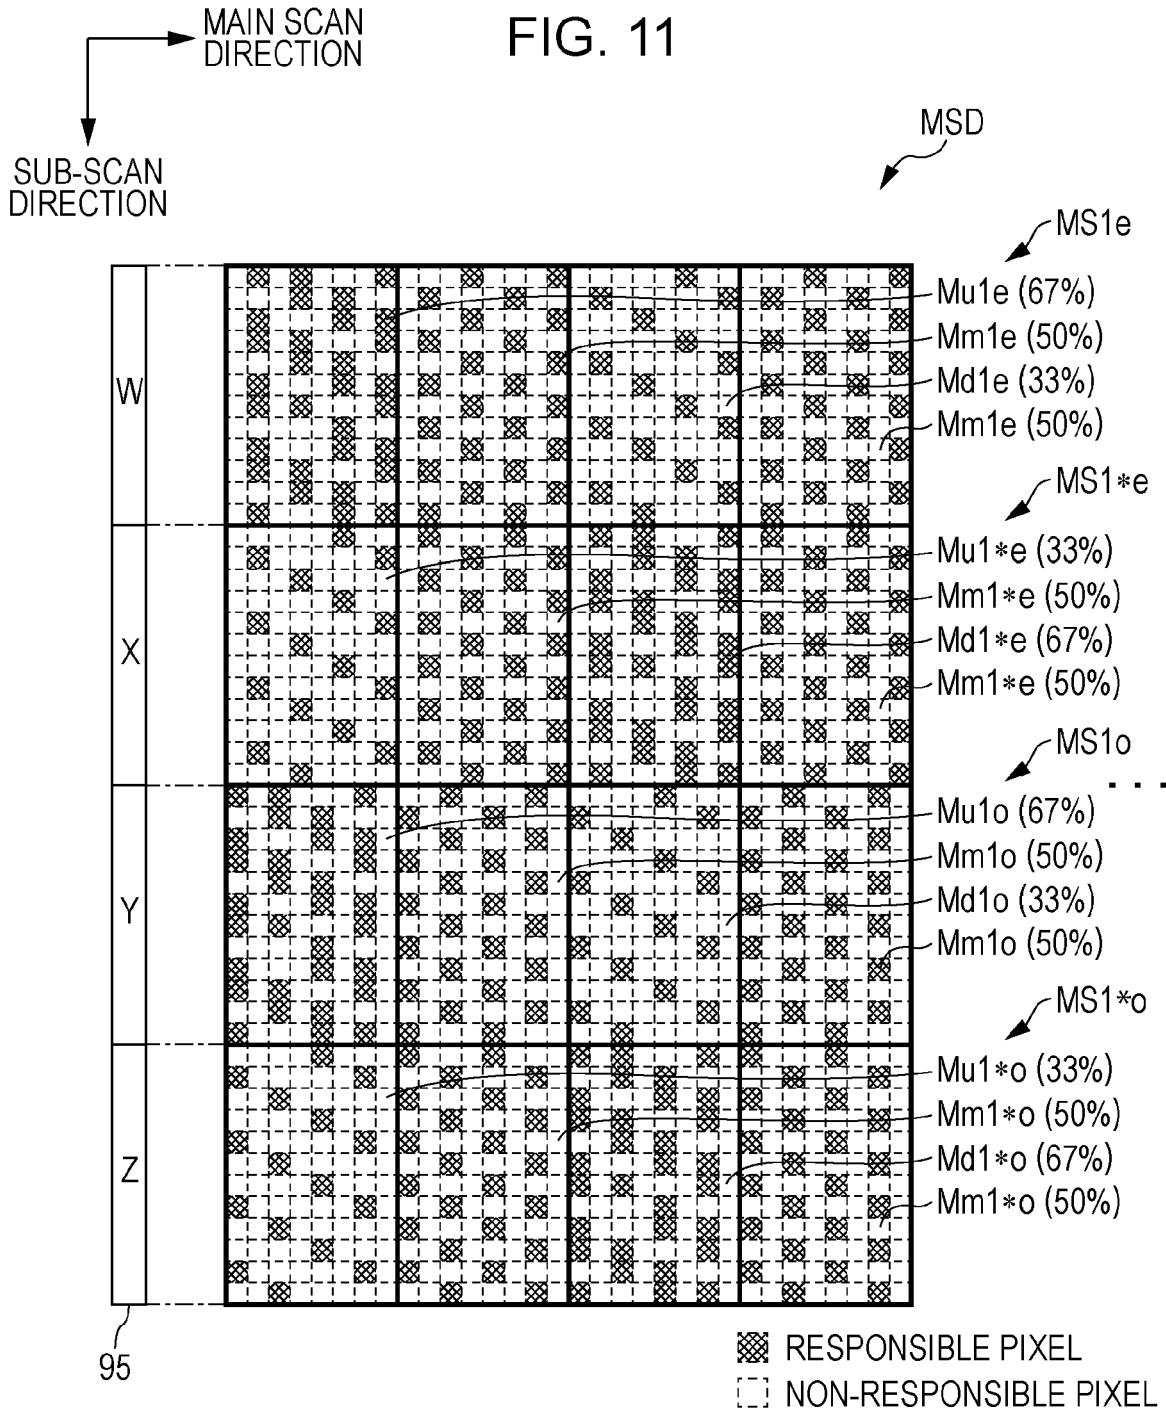 FIG. 11
MAIN SCAN
DIRECTION
SUB-SCAN
DIRECTION
MSD
MS1e
Mu1e (67%)
Mm1e (50%)
W
Md1e (33%)
Mm1e (50%)
MS1*e
Mu1*e (33%)
Mm1*e (50%)
X
Md1*e (67%)
Mm1*e (50%)
MS1o
. . .
Mu1o (67%)
Mm1o (50%)
Y
Md1o (33%)
Mm1o (50%)
MS1*o
Mu1*o (33%)
Mm1*o (50%)
Z
Md1*o (67%)
Mm1*o (50%)
95
RESPONSIBLE PIXEL
NON-RESPONSIBLE PIXEL